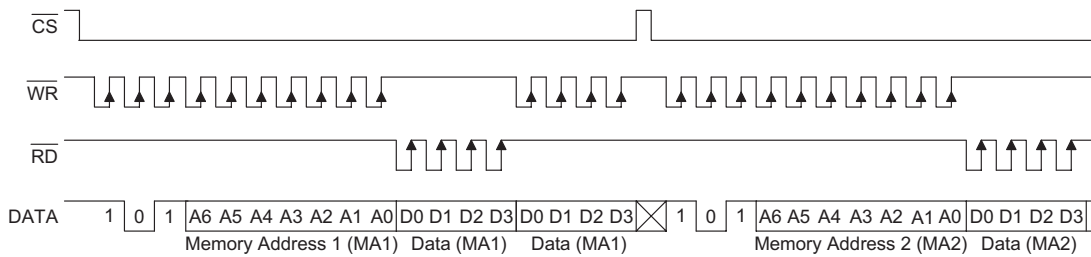 CS
WR
RD
DATA 1 0 1 A6 A5 A4 A3 A2 A1 A0 D0 D1 D2 D3 D0 D1 D2 D3 1 0 1 A6 A5 A4 A3 A2 A1 A0 D0 D1 D2 D3
Memory Address 1 (MA1) Data (MA1) Data (MA1) Memory Address 2 (MA2) Data (MA2)